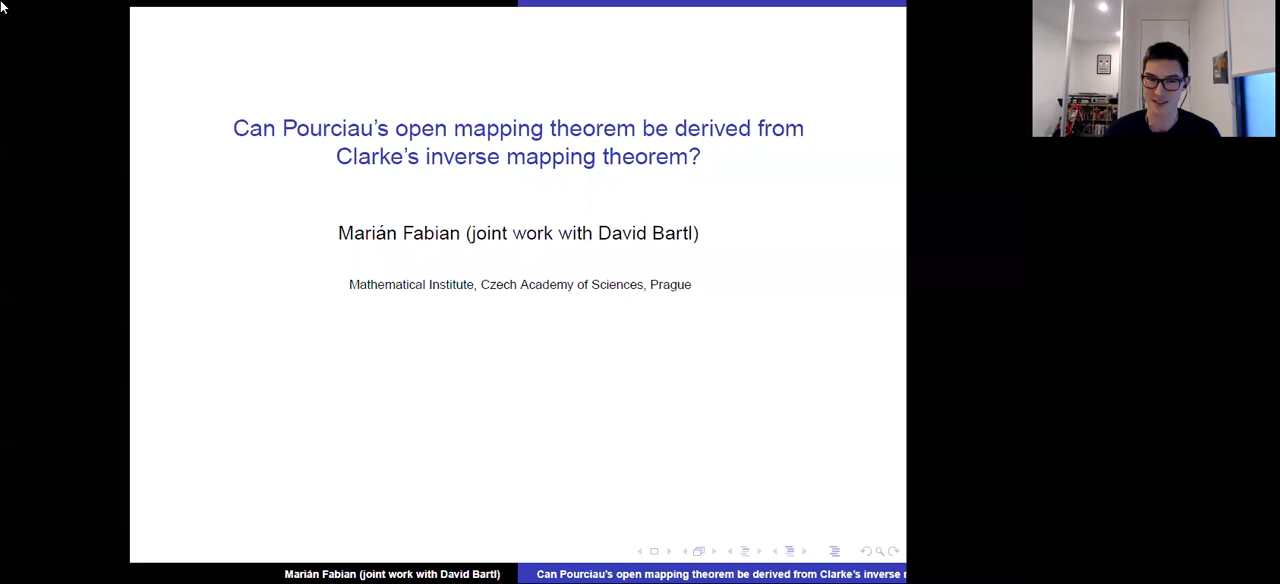 Can Pourciau's open mapping theorem be derived from
Clarke's inverse mapping theorem?
Marián Fabian (joint work with David Bartl)
Mathematical Institute, Czech Academy of Sciences, Prague
Marián Fabian (joint work with David Bartl)
Can Pourciau's open mapping theorem be derived from Clarke's inverse